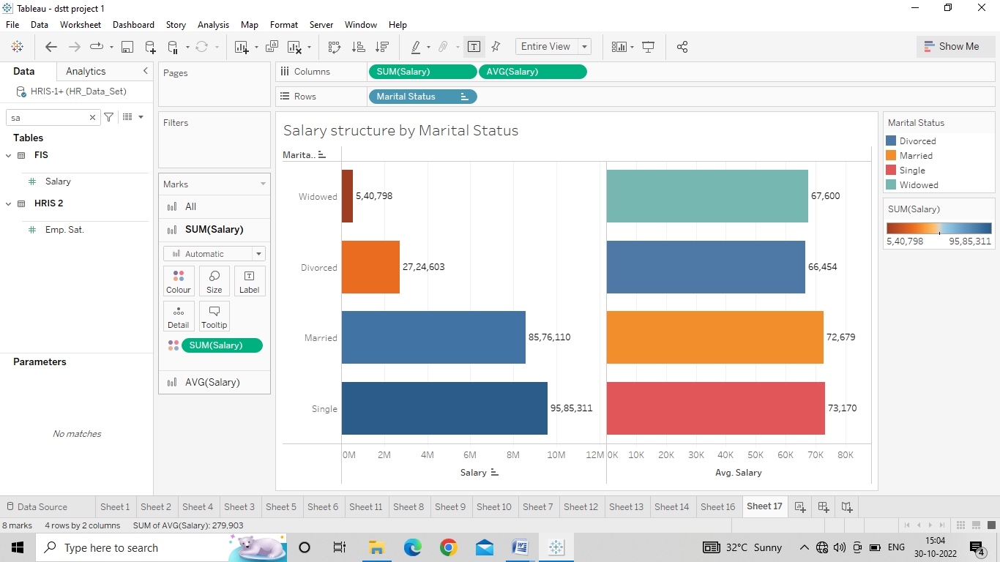 Tableau - dstt project 1
File Data Worksheet Dashboard Story Analysis Map Format Server Window Help
Entire View
Show Me
Data Analytics
HRIS-1+ (HR_Data_Set)
sa
Tables
FIS
Salary
HRIS 2
Emp. Sat.
Parameters
No matches
Pages
Filters
Marks
All
SUM(Salary)
Automatic
Colour Size Label
Detail Tooltip
SUM(Salary)
AVG(Salary)
Columns SUM(Salary) AVG(Salary)
Rows Marital Status
Salary structure by Marital Status
Marita..
Widowed 5,40,798 67,600
Divorced 27,24,603 66,454
Married 85,76,110 72,679
Single 95,85,311 73,170
0M 2M 4M 6M 8M 10M 12M 0K 10K 20K 30K 40K 50K 60K 70K 80K
Salary Avg. Salary
Marital Status
Divorced
Married
Single
Widowed
SUM(Salary)
5,40,798 95,85,311
Data Source Sheet 1 Sheet 2 Sheet 4 Sheet 3 Sheet 5 Sheet 6 Sheet 11 Sheet 8 Sheet 9 Sheet 10 Sheet 7 Sheet 12 Sheet 13 Sheet 14 Sheet 16 Sheet 17
8 marks 4 rows by 2 columns SUM of AVG(Salary): 279,903
Type here to search
32°C Sunny
ENG
15:04
30-10-2022
4